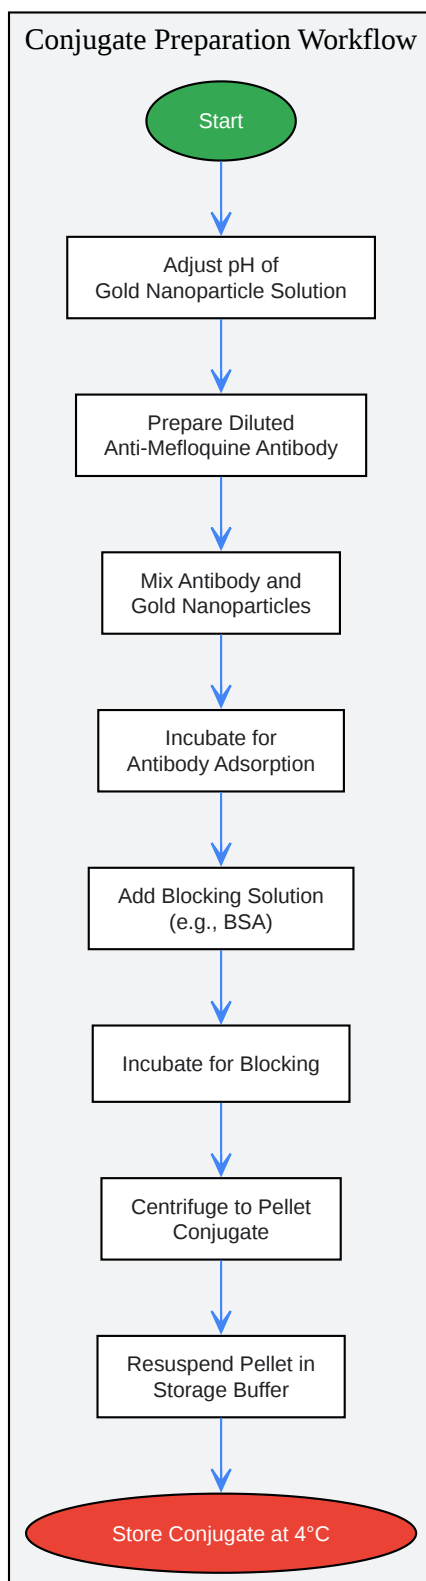 Conjugate Preparation Workflow
Start
Adjust pH of
Gold Nanoparticle Solution
Prepare Diluted
Anti-Mefloquine Antibody
Mix Antibody and
Gold Nanoparticles
Incubate for
Antibody Adsorption
Add Blocking Solution
(e.g., BSA)
Incubate for Blocking
Centrifuge to Pellet
Conjugate
Resuspend Pellet in
Storage Buffer
Store Conjugate at 4°C